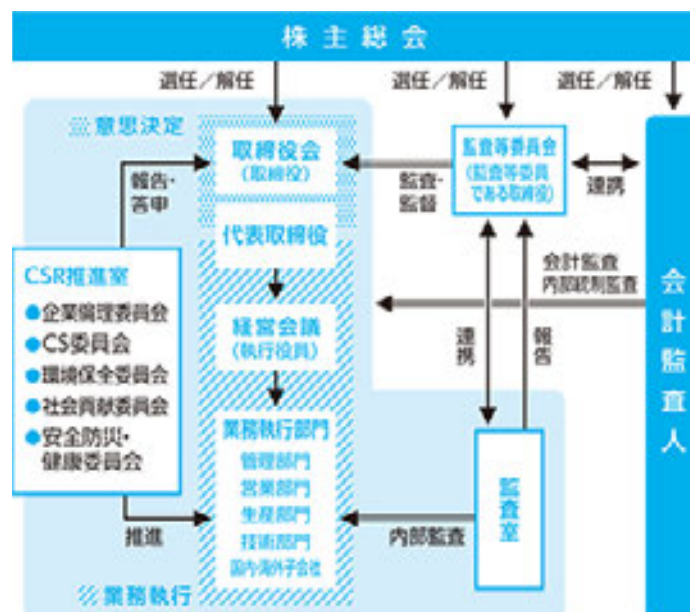 株主総会
選任／解任
選任／解任
選任／解任
意思決定
取締役会
(取締役)
監査等委員会
(監査等委員
である取締役)
報告・
答申
監査・
監督
連携
代表取締役
CSR推進室
●企業倫理委員会
●CS委員会
●環境保全委員会
●社会貢献委員会
●安全防災・
健康委員会
会計監査
内部統制監査
会計監査人
経営会議
(執行役員)
連携
報告
業務執行部門
管理部門
営業部門
生産部門
技術部門
国内・海外子会社
監査室
推進
内部監査
業務執行